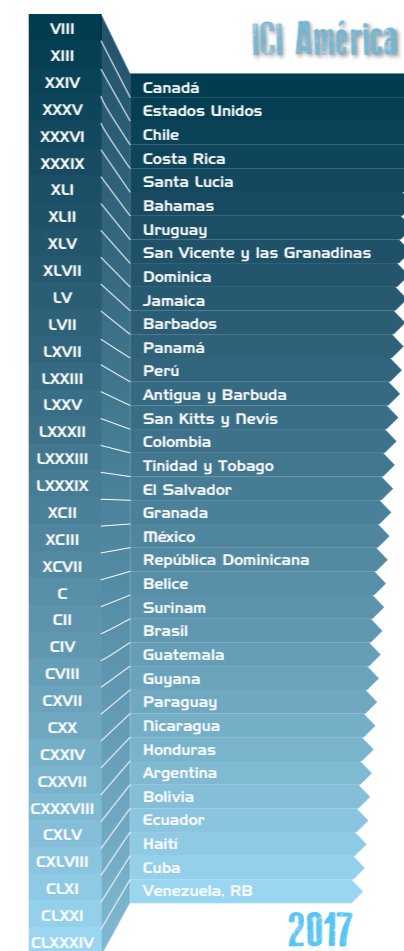 ICI América
VIII Canadá
XIII Estados Unidos
XXIV Chile
XXXV Costa Rica
XXXVI Santa Lucia
XXXIX Bahamas
XLI Uruguay
XLII San Vicente y las Granadinas
XLV Dominica
XLVII Jamaica
LV Barbados
LVII Panamá
LXVII Perú
LXXIII Antigua y Barbuda
LXXV San Kitts y Nevis
LXXXII Colombia
LXXXIII Tinidad y Tobago
LXXXIX El Salvador
XCII Granada
XCIII México
XCVII República Dominicana
C Belice
CII Surinam
CIV Brasil
CVIII Guatemala
CXVII Guyana
CXX Paraguay
CXXIV Nicaragua
CXXVII Honduras
CXXXVIII Argentina
CXLV Bolivia
CXLVIII Ecuador
CLXI Haití
CLXXI Cuba
CLXXXIV Venezuela, RB
2017